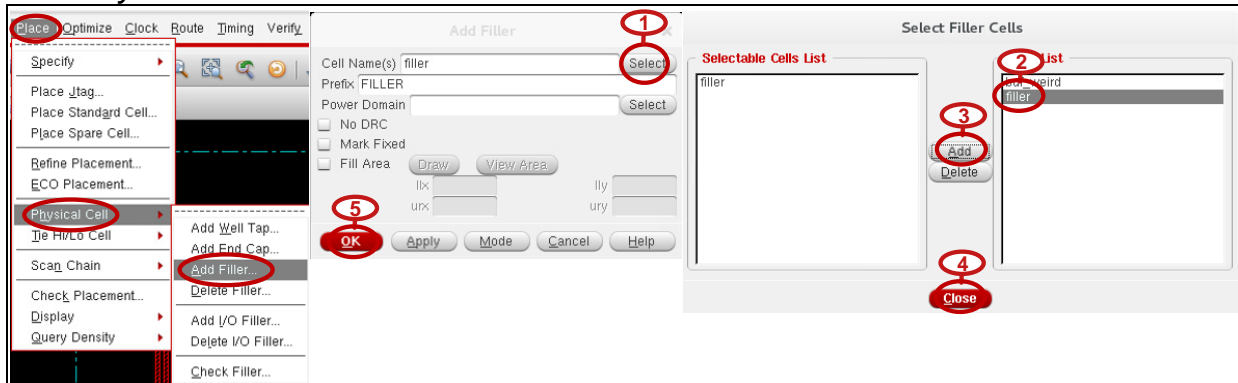 Place Optimize Clock Route Timing Verify
Specify
Place Jtag...
Place Standard Cell...
Place Spare Cell...
Refine Placement...
ECO Placement...
Physical Cell
Tie Hi/Lo Cell
Scan Chain
Check Placement...
Display
Query Density
Add Well Tap...
Add End Cap...
Add Filler...
Delete Filler...
Add I/O Filler...
Delete I/O Filler...
Check Filler...
Add Filler
1
Cell Name(s) filler Select
Prefix FILLER
Power Domain Select
No DRC
Mark Fixed
Fill Area Draw View Area
llx lly
urx ury
5
OK Apply Mode Cancel Help
Select Filler Cells
Selectable Cells List
filler
2
List
filler
3
Add
Delete
4
Close